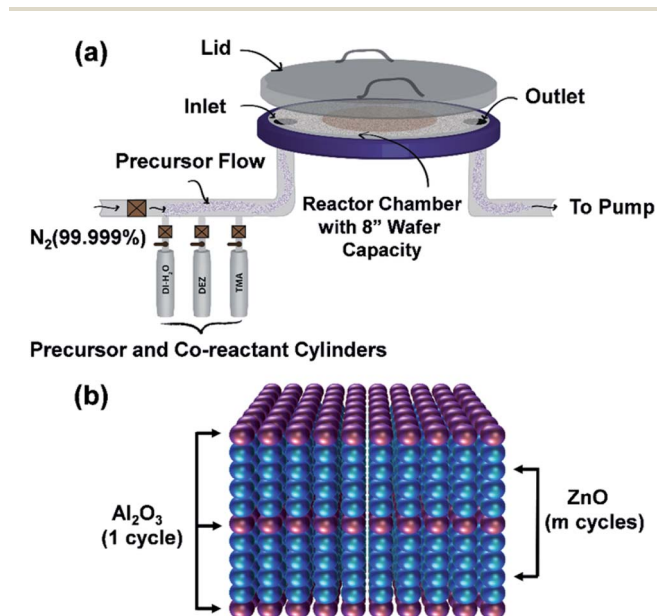 (a)
Lid
Inlet
Outlet
Precursor Flow
Reactor Chamber
with 8” Wafer
Capacity
To Pump
N₂(99.999%)
DI-H₂O
DEZ
TMA
Precursor and Co-reactant Cylinders
(b)
Al₂O₃
(1 cycle)
ZnO
(m cycles)